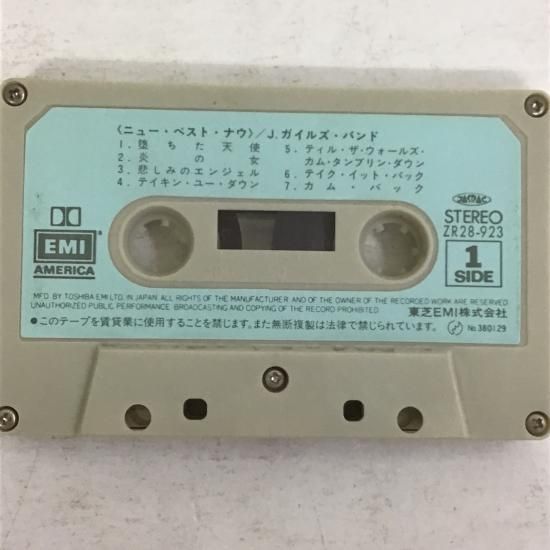 《ニュー・ベスト・ナウ》/J.ガイルズ・バンド
1. 堕ちた天使
2. 炎の女
3. 悲しみのエンジェル
4. テイキン・ユー・ダウン
5. ティル・ザ・ウォールズ・
カム・タンブリン・ダウン
6. テイク・イット・バック
7. カム・バック
STEREO
ZR28-923
1
SIDE
EMI
AMERICA
MFD. BY TOSHIBA EMI LTD. IN JAPAN. ALL RIGHTS OF THE MANUFACTURER AND OF THE OWNER OF THE RECORDED WORK ARE RESERVED
UNAUTHORIZED PUBLIC PERFORMANCE BROADCASTING AND COPYING OF THE RECORD PROHIBITED
東芝EMI株式会社
●このテープを賃貸業に使用することを禁じます。また無断複製は法律で禁じられています。
No.380129